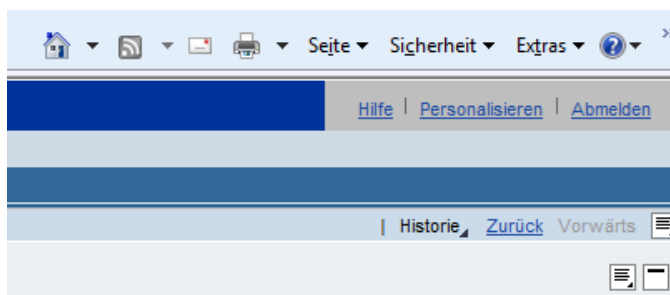 Seite Sicherheit Extras ? »
Hilfe | Personalisieren | Abmelden
| Historie Zurück Vorwärts